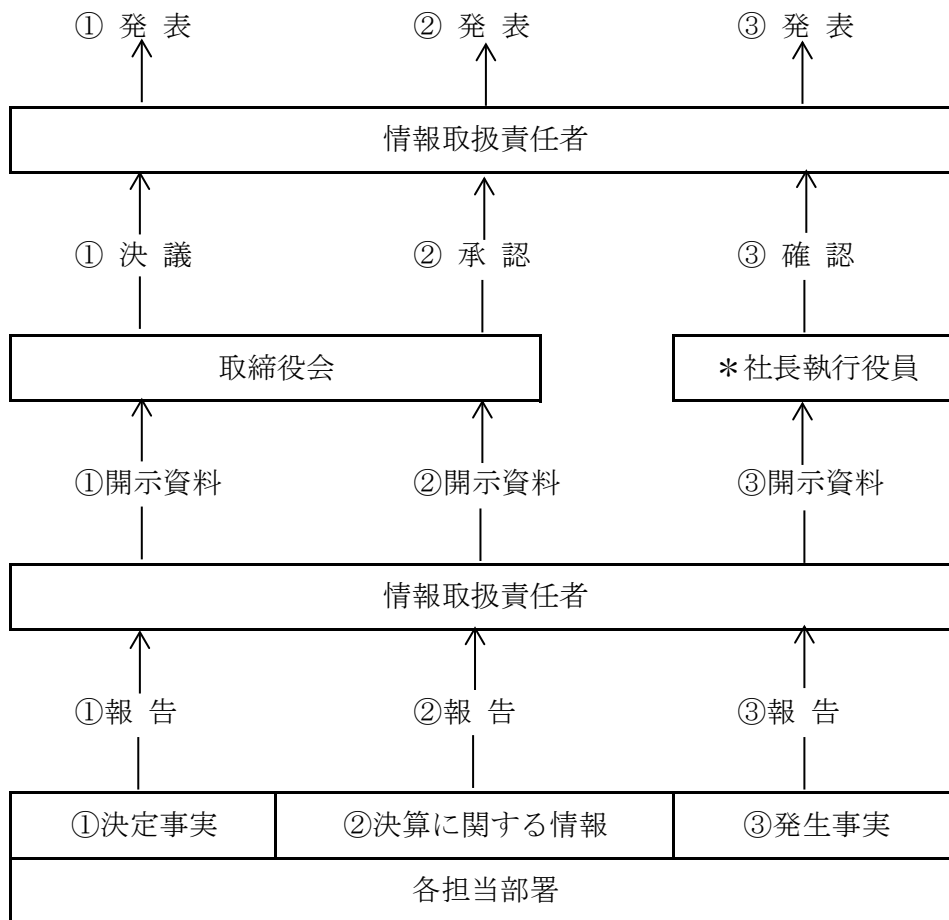 ① 発 表 ② 発 表 ③ 発 表
情報取扱責任者
① 決 議 ② 承 認 ③ 確 認
取締役会 ＊社長執行役員
①開示資料 ②開示資料 ③開示資料
情報取扱責任者
①報 告 ②報 告 ③報 告
①決定事実 ②決算に関する情報 ③発生事実
各担当部署